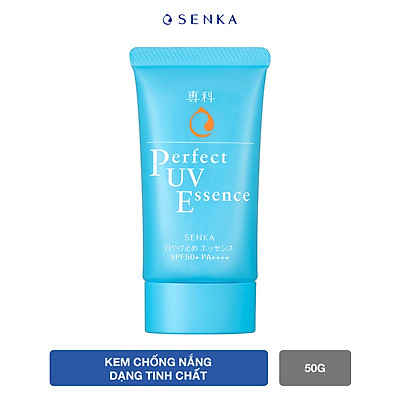 SENKA
専科
Perfect
UV
Essence
SENKA
日やけ止め エッセンス
SPF50+ PA++++
KEM CHỐNG NẮNG
DẠNG TINH CHẤT
50G